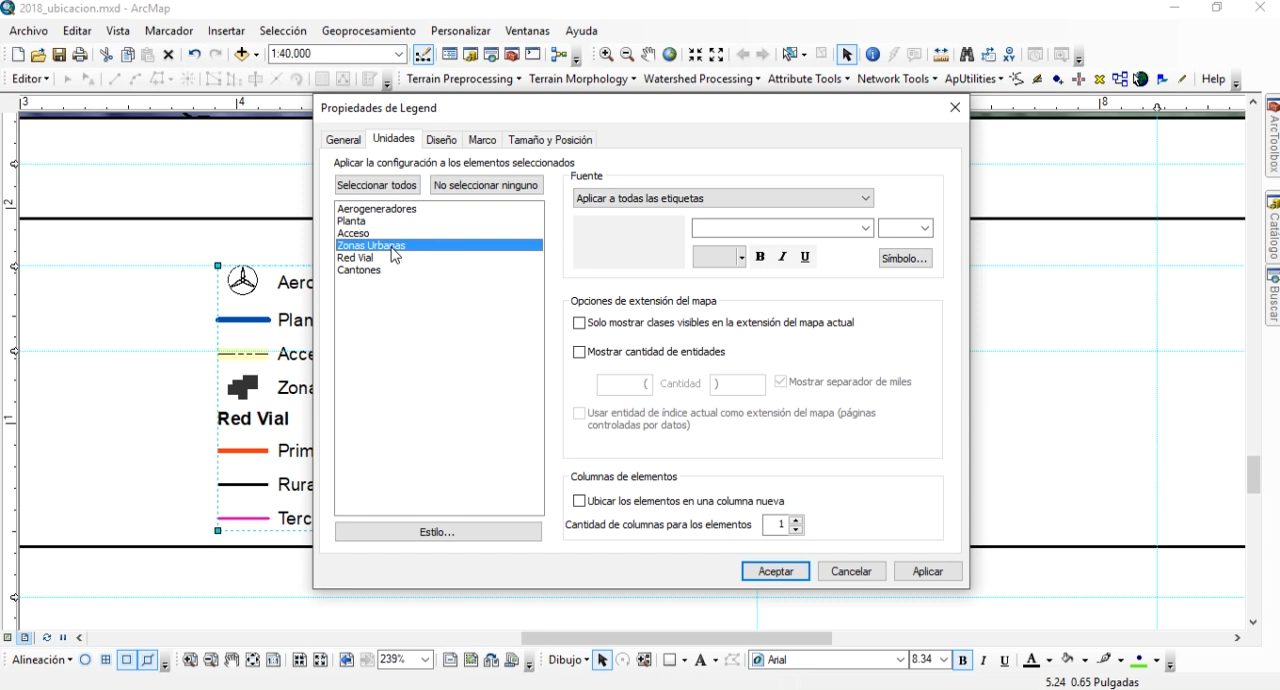 2018_ubicacion.mxd - ArcMap
Archivo Editar Vista Marcador Insertar Selección Geoprocesamiento Personalizar Ventanas Ayuda
1:40.000
Editor Terrain Preprocessing Terrain Morphology Watershed Processing Attribute Tools Network Tools ApUtilities Help
3 4 8
Propiedades de Legend
General Unidades Diseño Marco Tamaño y Posición
Aplicar la configuración a los elementos seleccionados
Seleccionar todos No seleccionar ninguno
Aerogeneradores
Planta
Acceso
Zonas Urbanas
Red Vial
Cantones
Estilo...
Fuente
Aplicar a todas las etiquetas
B I U Símbolo...
Opciones de extensión del mapa
Solo mostrar clases visibles en la extensión del mapa actual
Mostrar cantidad de entidades
( Cantidad ) Mostrar separador de miles
Usar entidad de índice actual como extensión del mapa (páginas
controladas por datos)
Columnas de elementos
Ubicar los elementos en una columna nueva
Cantidad de columnas para los elementos 1
Aceptar Cancelar Aplicar
2
1
Aero
Plan
Acce
Zona
Red Vial
Prim
Rura
Terc
ArcToolbox
Catálogo
Buscar
Alineación 239% Dibujo A Arial 8.34 B I U A
5.24 0.65 Pulgadas